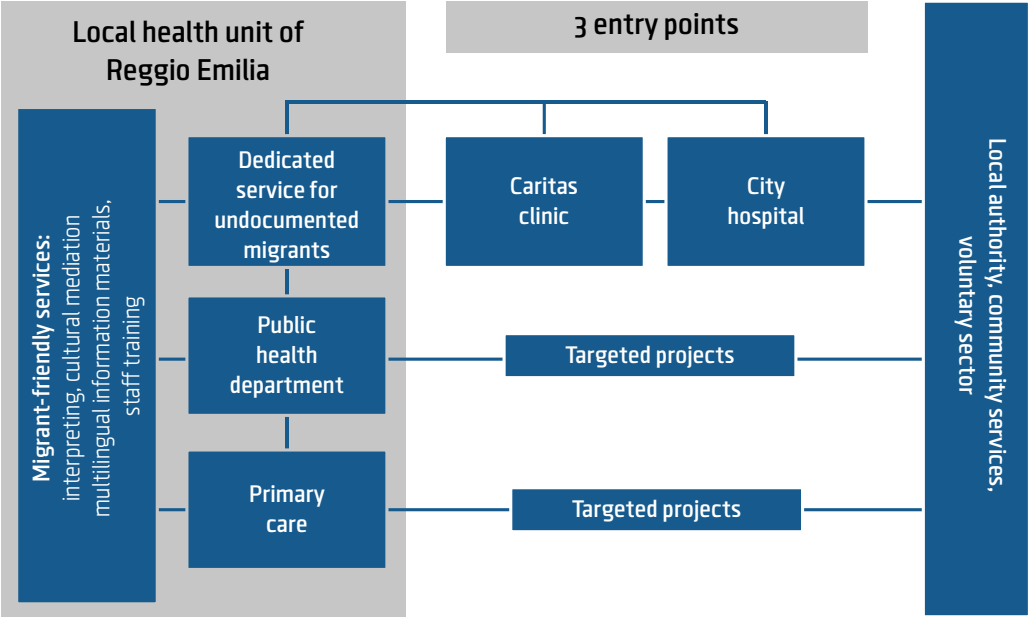 Local health unit of
Reggio Emilia
3 entry points
Migrant-friendly services:
interpreting, cultural mediation
multilingual information materials,
staff training
Dedicated
service for
undocumented
migrants
Caritas
clinic
City
hospital
Public
health
department
Targeted projects
Primary
care
Targeted projects
Local authority, community services,
voluntary sector